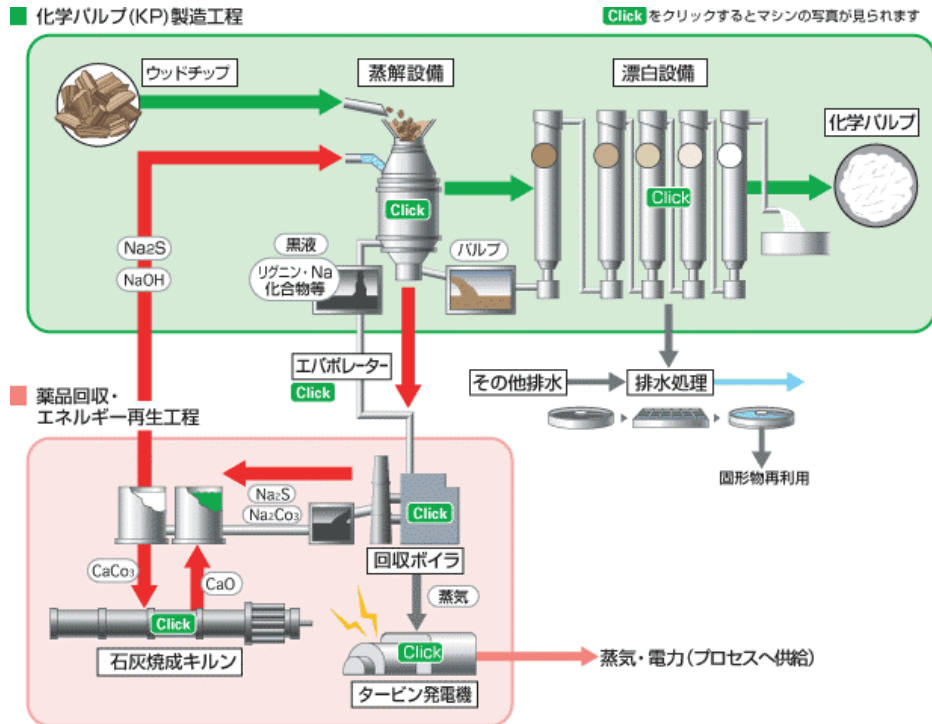 化学パルプ(KP)製造工程
Clickをクリックするとマシンの写真が見られます
ウッドチップ
蒸解設備
漂白設備
化学パルプ
Click
Click
Na2S
NaOH
黒液
リグニン・Na
化合物等
パルプ
エバポレーター
Click
その他排水
排水処理
固形物再利用
薬品回収・
エネルギー再生工程
Na2S
Na2Co3
Click
回収ボイラ
CaCo3
CaO
蒸気
Click
石灰焼成キルン
Click
タービン発電機
蒸気・電力(プロセスへ供給)